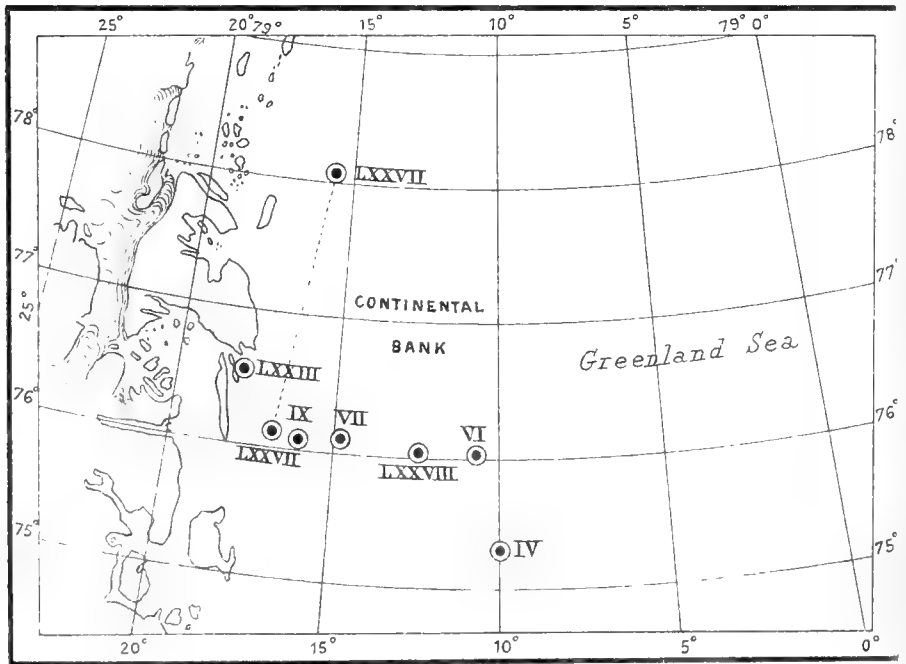 25° 20° 79° 15° 10° 5° 79° 0°
78° 78°
LXXVII
77° 77°
25°
CONTINENTAL
BANK
Greenland Sea
LXXIII
76° 76°
IX VII VI
LXXVII LXXVIII
IV
75° 75°
20° 15° 10° 5° 0°